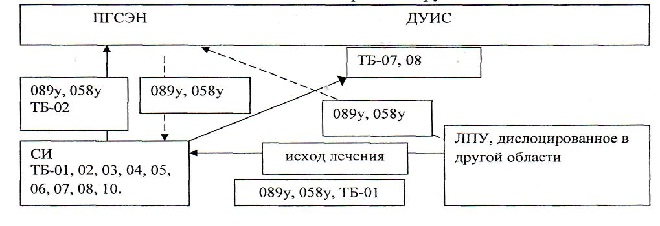 ПГСЭН ДУИС
ТБ-07, 08
089у, 058у
ТБ-02
089у, 058у
089у, 058у
ЛПУ, дислоцированное в
другой области
СИ
ТБ-01, 02, 03, 04, 05,
06, 07, 08, 10.
исход лечения
089у, 058у, ТБ-01